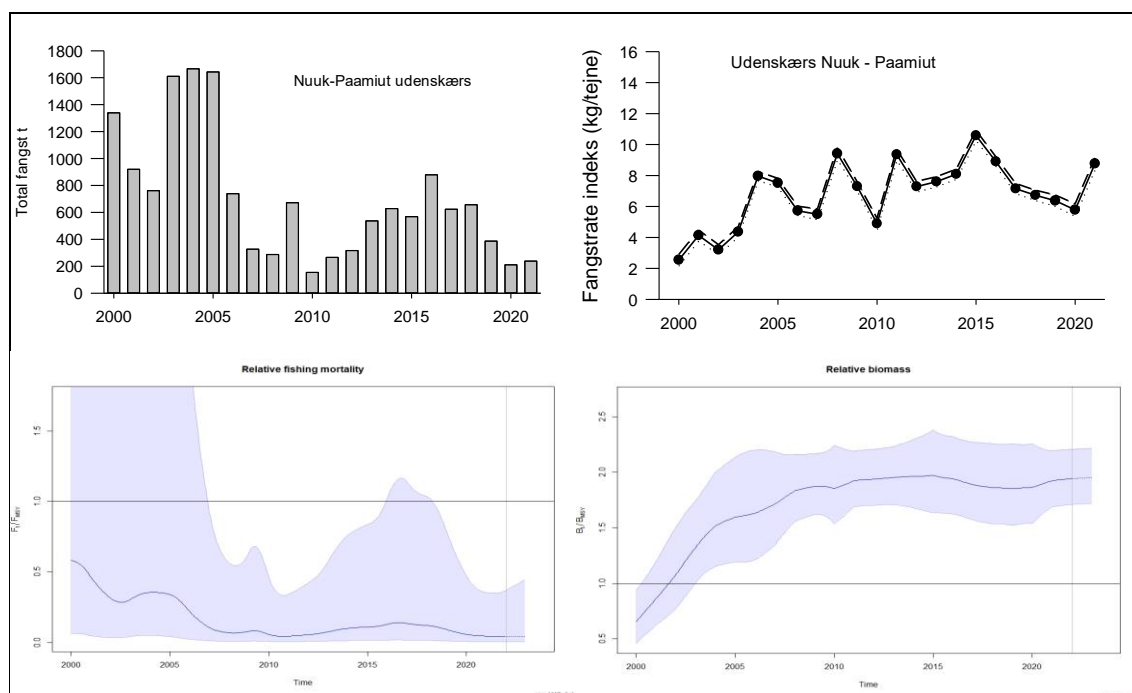 Nuuk-Paamiut udenskærs
Total fangst t
1800
1600
1400
1200
1000
800
600
400
200
0
2000 2005 2010 2015 2020
Udenskærs Nuuk - Paamiut
Fangstrate indeks (kg/tejne)
16
14
12
10
8
6
4
2
0
2000 2005 2010 2015 2020
Relative fishing mortality
Ft/FMSY
1.5
1.0
0.5
0.0
2000 2005 2010 2015 2020
Time
Relative biomass
Bt/BMSY
2.5
2.0
1.5
1.0
0.5
2000 2005 2010 2015 2020
Time